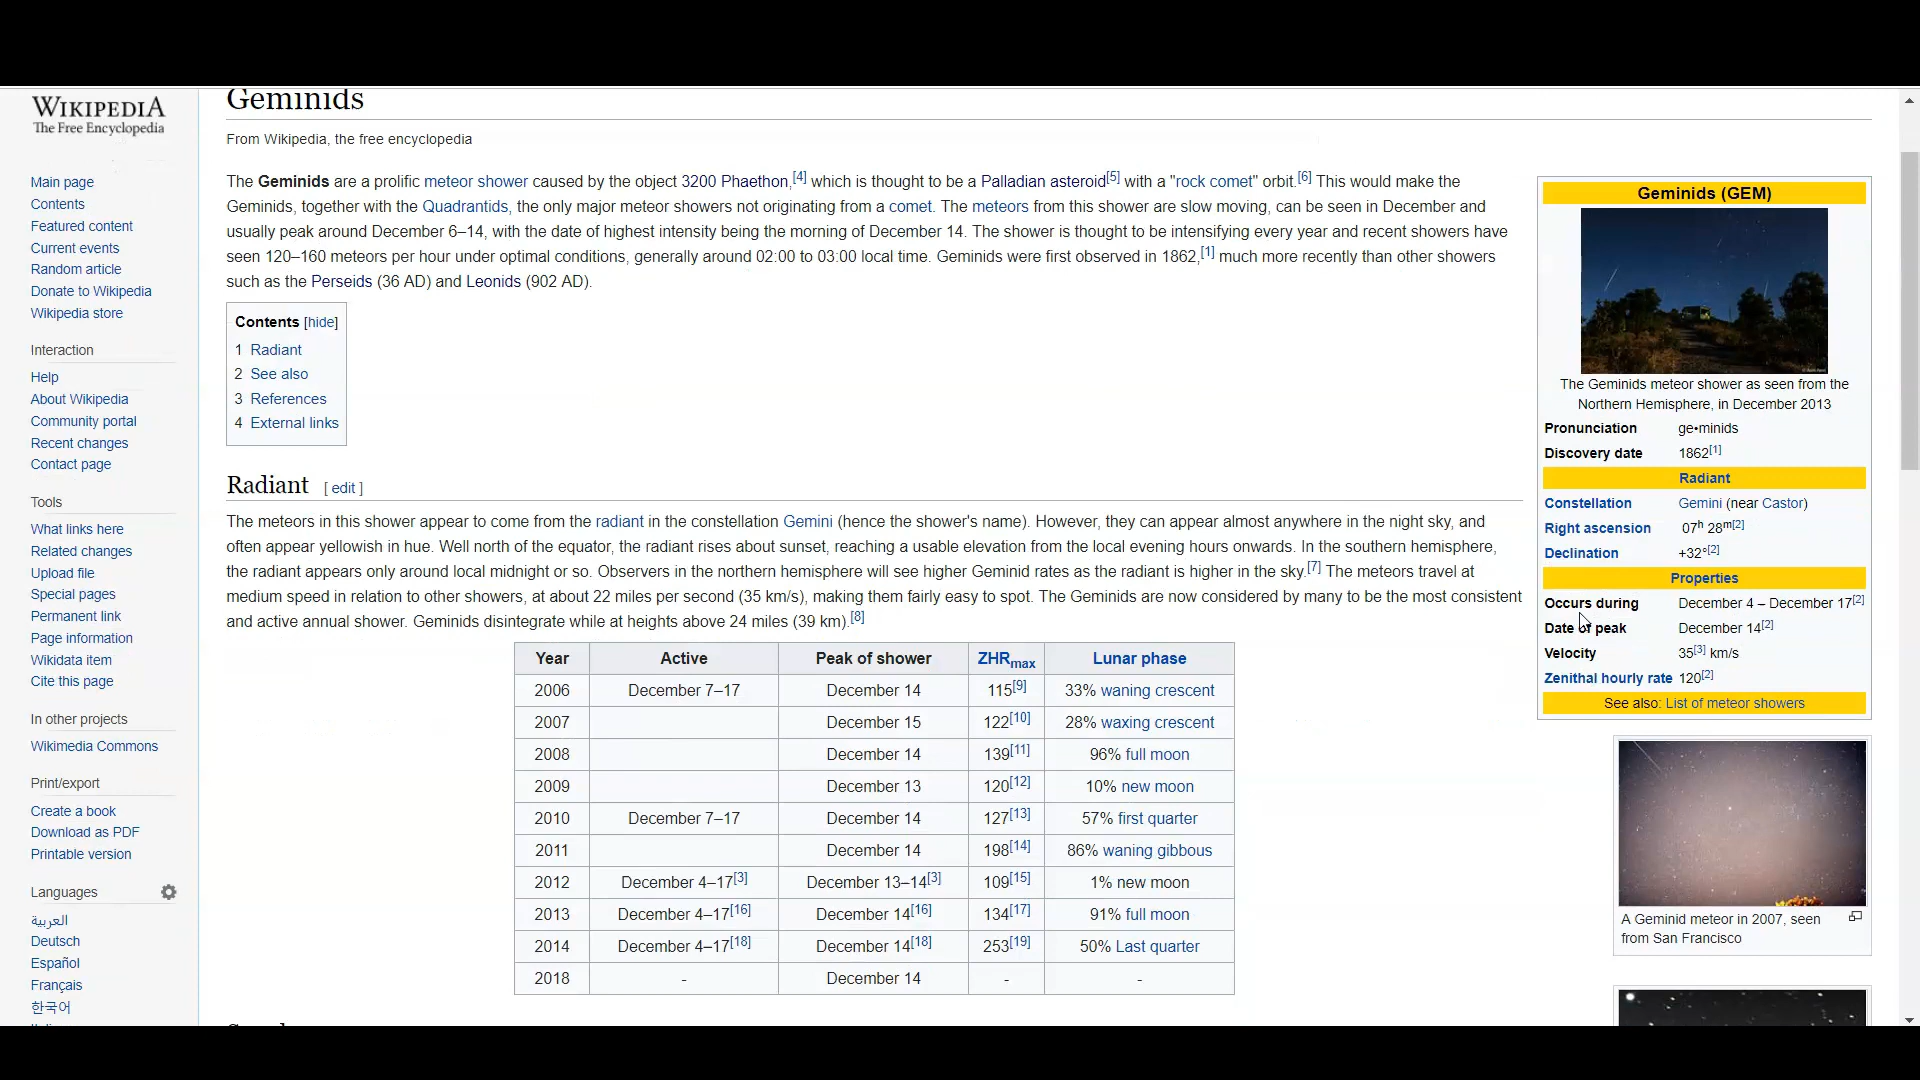 WIKIPEDIA
The Free Encyclopedia
Main page
Contents
Featured content
Current events
Random article
Donate to Wikipedia
Wikipedia store
Interaction
Help
About Wikipedia
Community portal
Recent changes
Contact page
Tools
What links here
Related changes
Upload file
Special pages
Permanent link
Page information
Wikidata item
Cite this page
In other projects
Wikimedia Commons
Print/export
Create a book
Download as PDF
Printable version
Languages
العربية
Deutsch
Español
Français
한국어
Geminids
From Wikipedia, the free encyclopedia
The Geminids are a prolific meteor shower caused by the object 3200 Phaethon,[4] which is thought to be a Palladian asteroid[5] with a "rock comet" orbit.[6] This would make the
Geminids, together with the Quadrantids, the only major meteor showers not originating from a comet. The meteors from this shower are slow moving, can be seen in December and
usually peak around December 6–14, with the date of highest intensity being the morning of December 14. The shower is thought to be intensifying every year and recent showers have
seen 120–160 meteors per hour under optimal conditions, generally around 02:00 to 03:00 local time. Geminids were first observed in 1862,[1] much more recently than other showers
such as the Perseids (36 AD) and Leonids (902 AD).
Contents [hide]
1 Radiant
2 See also
3 References
4 External links
Radiant [ edit ]
The meteors in this shower appear to come from the radiant in the constellation Gemini (hence the shower's name). However, they can appear almost anywhere in the night sky, and
often appear yellowish in hue. Well north of the equator, the radiant rises about sunset, reaching a usable elevation from the local evening hours onwards. In the southern hemisphere,
the radiant appears only around local midnight or so. Observers in the northern hemisphere will see higher Geminid rates as the radiant is higher in the sky.[7] The meteors travel at
medium speed in relation to other showers, at about 22 miles per second (35 km/s), making them fairly easy to spot. The Geminids are now considered by many to be the most consistent
and active annual shower. Geminids disintegrate while at heights above 24 miles (39 km).[8]
Year Active Peak of shower ZHRmax Lunar phase
2006 December 7–17 December 14 115[9] 33% waning crescent
2007 December 15 122[10] 28% waxing crescent
2008 December 14 139[11] 96% full moon
2009 December 13 120[12] 10% new moon
2010 December 7–17 December 14 127[13] 57% first quarter
2011 December 14 198[14] 86% waning gibbous
2012 December 4–17[3] December 13–14[3] 109[15] 1% new moon
2013 December 4–17[16] December 14[16] 134[17] 91% full moon
2014 December 4–17[18] December 14[18] 253[19] 50% Last quarter
2018 - December 14 - -
Geminids (GEM)
The Geminids meteor shower as seen from the
Northern Hemisphere, in December 2013
Pronunciation ge•minids
Discovery date 1862[1]
Radiant
Constellation Gemini (near Castor)
Right ascension 07h 28m[2]
Declination +32°[2]
Properties
Occurs during December 4 – December 17[2]
Date of peak December 14[2]
Velocity 35[3] km/s
Zenithal hourly rate 120[2]
See also: List of meteor showers
A Geminid meteor in 2007, seen
from San Francisco